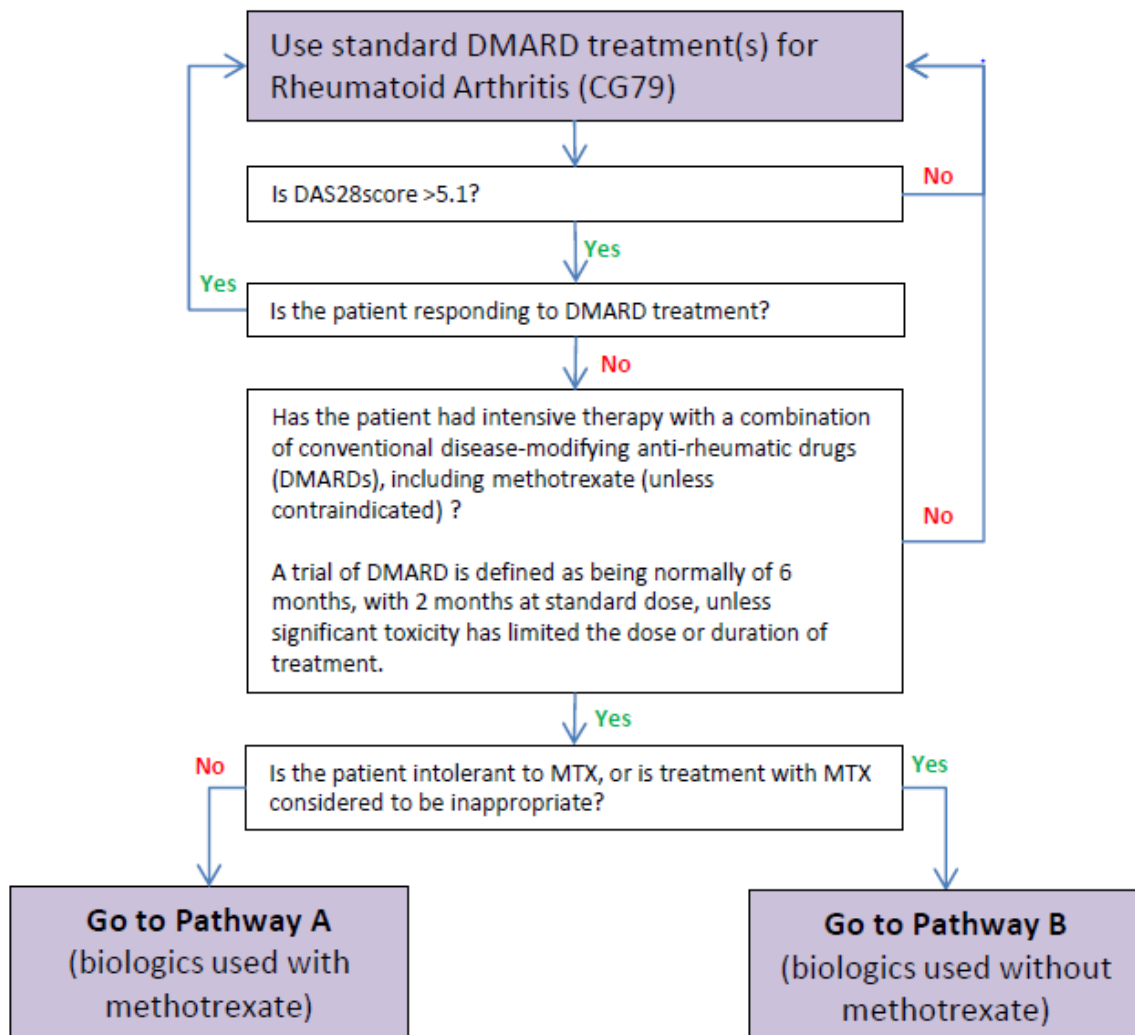 Use standard DMARD treatment(s) for
Rheumatoid Arthritis (CG79)
Is DAS28score >5.1?
No
Yes
Yes
Is the patient responding to DMARD treatment?
No
Has the patient had intensive therapy with a combination
of conventional disease-modifying anti-rheumatic drugs
(DMARDs), including methotrexate (unless
contraindicated) ?
No
A trial of DMARD is defined as being normally of 6
months, with 2 months at standard dose, unless
significant toxicity has limited the dose or duration of
treatment.
Yes
No
Is the patient intolerant to MTX, or is treatment with MTX
considered to be inappropriate?
Yes
Go to Pathway A
(biologics used with
methotrexate)
Go to Pathway B
(biologics used without
methotrexate)